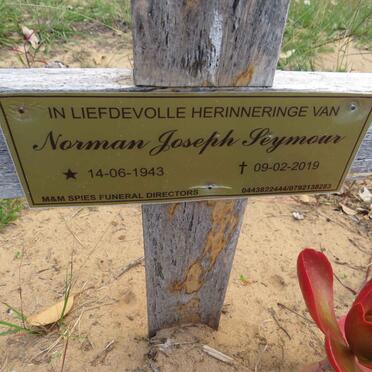 IN LIEFDEVOLLE HERINNERINGE VAN
Norman Joseph Seymour
★ 14-06-1943 ✝ 09-02-2019
M&M SPIES FUNERAL DIRECTORS 0443822444/0792138283